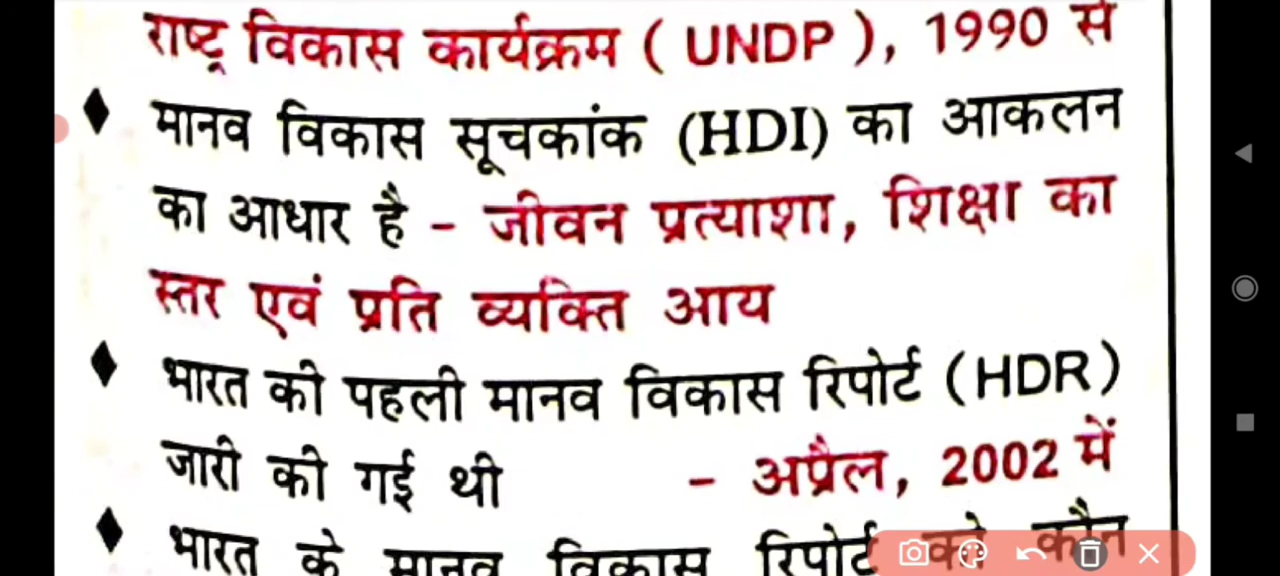 राष्ट्र विकास कार्यक्रम ( UNDP ), 1990 से
♦ मानव विकास सूचकांक (HDI) का आकलन
का आधार है - जीवन प्रत्याशा, शिक्षा का
स्तर एवं प्रति व्यक्ति आय
♦ भारत की पहली मानव विकास रिपोर्ट (HDR)
जारी की गई थी - अप्रैल, 2002 में
♦ भारत के मानव विकास रिपोर्ट को कौन